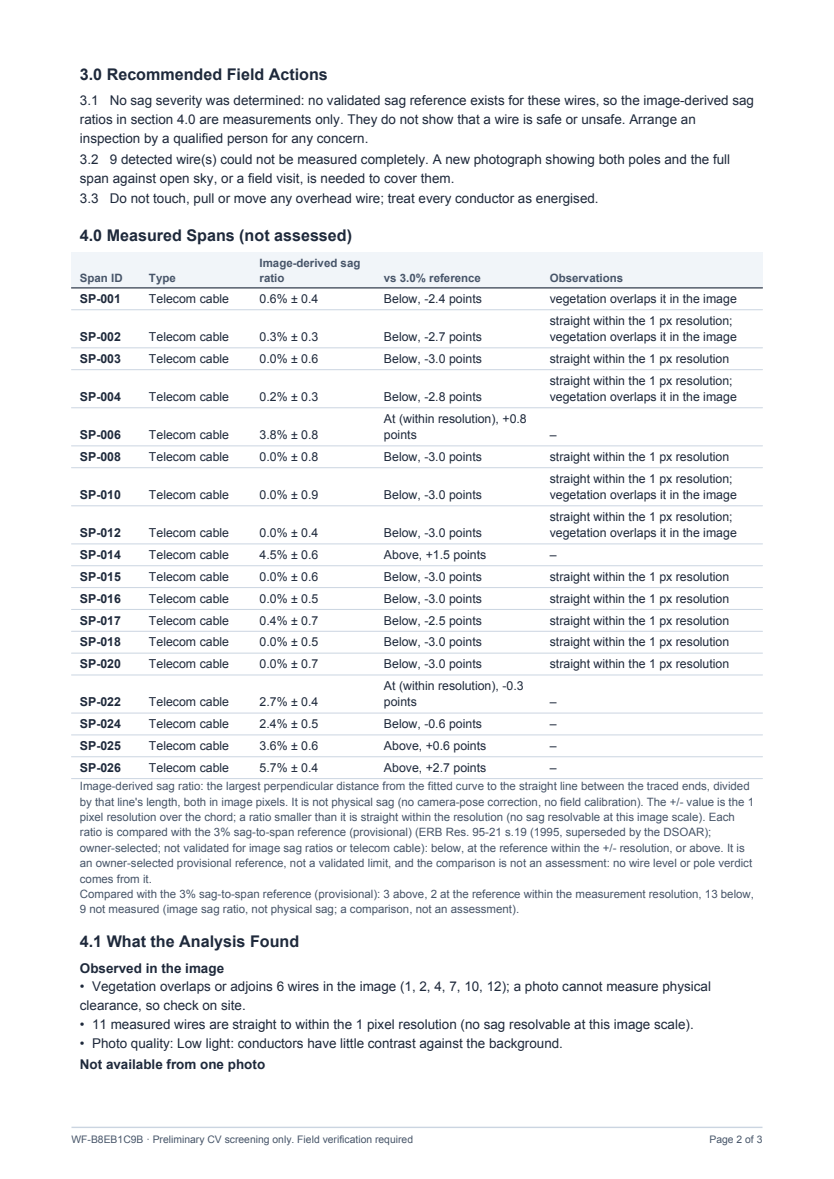 3.0 Recommended Field Actions
3.1 No sag severity was determined: no validated sag reference exists for these wires, so the image-derived sag
ratios in section 4.0 are measurements only. They do not show that a wire is safe or unsafe. Arrange an
inspection by a qualified person for any concern.
3.2 9 detected wire(s) could not be measured completely. A new photograph showing both poles and the full
span against open sky, or a field visit, is needed to cover them.
3.3 Do not touch, pull or move any overhead wire; treat every conductor as energised.
4.0 Measured Spans (not assessed)
Span ID Type Image-derived sag ratio vs 3.0% reference Observations
SP-001 Telecom cable 0.6% ± 0.4 Below, -2.4 points vegetation overlaps it in the image
SP-002 Telecom cable 0.3% ± 0.3 Below, -2.7 points straight within the 1 px resolution; vegetation overlaps it in the image
SP-003 Telecom cable 0.0% ± 0.6 Below, -3.0 points straight within the 1 px resolution
SP-004 Telecom cable 0.2% ± 0.3 Below, -2.8 points straight within the 1 px resolution; vegetation overlaps it in the image
SP-006 Telecom cable 3.8% ± 0.8 At (within resolution), +0.8 points –
SP-008 Telecom cable 0.0% ± 0.8 Below, -3.0 points straight within the 1 px resolution
SP-010 Telecom cable 0.0% ± 0.9 Below, -3.0 points straight within the 1 px resolution; vegetation overlaps it in the image
SP-012 Telecom cable 0.0% ± 0.4 Below, -3.0 points straight within the 1 px resolution; vegetation overlaps it in the image
SP-014 Telecom cable 4.5% ± 0.6 Above, +1.5 points –
SP-015 Telecom cable 0.0% ± 0.6 Below, -3.0 points straight within the 1 px resolution
SP-016 Telecom cable 0.0% ± 0.5 Below, -3.0 points straight within the 1 px resolution
SP-017 Telecom cable 0.4% ± 0.7 Below, -2.5 points straight within the 1 px resolution
SP-018 Telecom cable 0.0% ± 0.5 Below, -3.0 points straight within the 1 px resolution
SP-020 Telecom cable 0.0% ± 0.7 Below, -3.0 points straight within the 1 px resolution
SP-022 Telecom cable 2.7% ± 0.4 At (within resolution), -0.3 points –
SP-024 Telecom cable 2.4% ± 0.5 Below, -0.6 points –
SP-025 Telecom cable 3.6% ± 0.6 Above, +0.6 points –
SP-026 Telecom cable 5.7% ± 0.4 Above, +2.7 points –
Image-derived sag ratio: the largest perpendicular distance from the fitted curve to the straight line between the traced ends, divided
by that line's length, both in image pixels. It is not physical sag (no camera-pose correction, no field calibration). The +/- value is the 1
pixel resolution over the chord; a ratio smaller than it is straight within the resolution (no sag resolvable at this image scale). Each
ratio is compared with the 3% sag-to-span reference (provisional) (ERB Res. 95-21 s.19 (1995, superseded by the DSOAR);
owner-selected; not validated for image sag ratios or telecom cable): below, at the reference within the +/- resolution, or above. It is
an owner-selected provisional reference, not a validated limit, and the comparison is not an assessment: no wire level or pole verdict
comes from it.
Compared with the 3% sag-to-span reference (provisional): 3 above, 2 at the reference within the measurement resolution, 13 below,
9 not measured (image sag ratio, not physical sag; a comparison, not an assessment).
4.1 What the Analysis Found
Observed in the image
• Vegetation overlaps or adjoins 6 wires in the image (1, 2, 4, 7, 10, 12); a photo cannot measure physical
clearance, so check on site.
• 11 measured wires are straight to within the 1 pixel resolution (no sag resolvable at this image scale).
• Photo quality: Low light: conductors have little contrast against the background.
Not available from one photo
WF-B8EB1C9B · Preliminary CV screening only. Field verification required Page 2 of 3